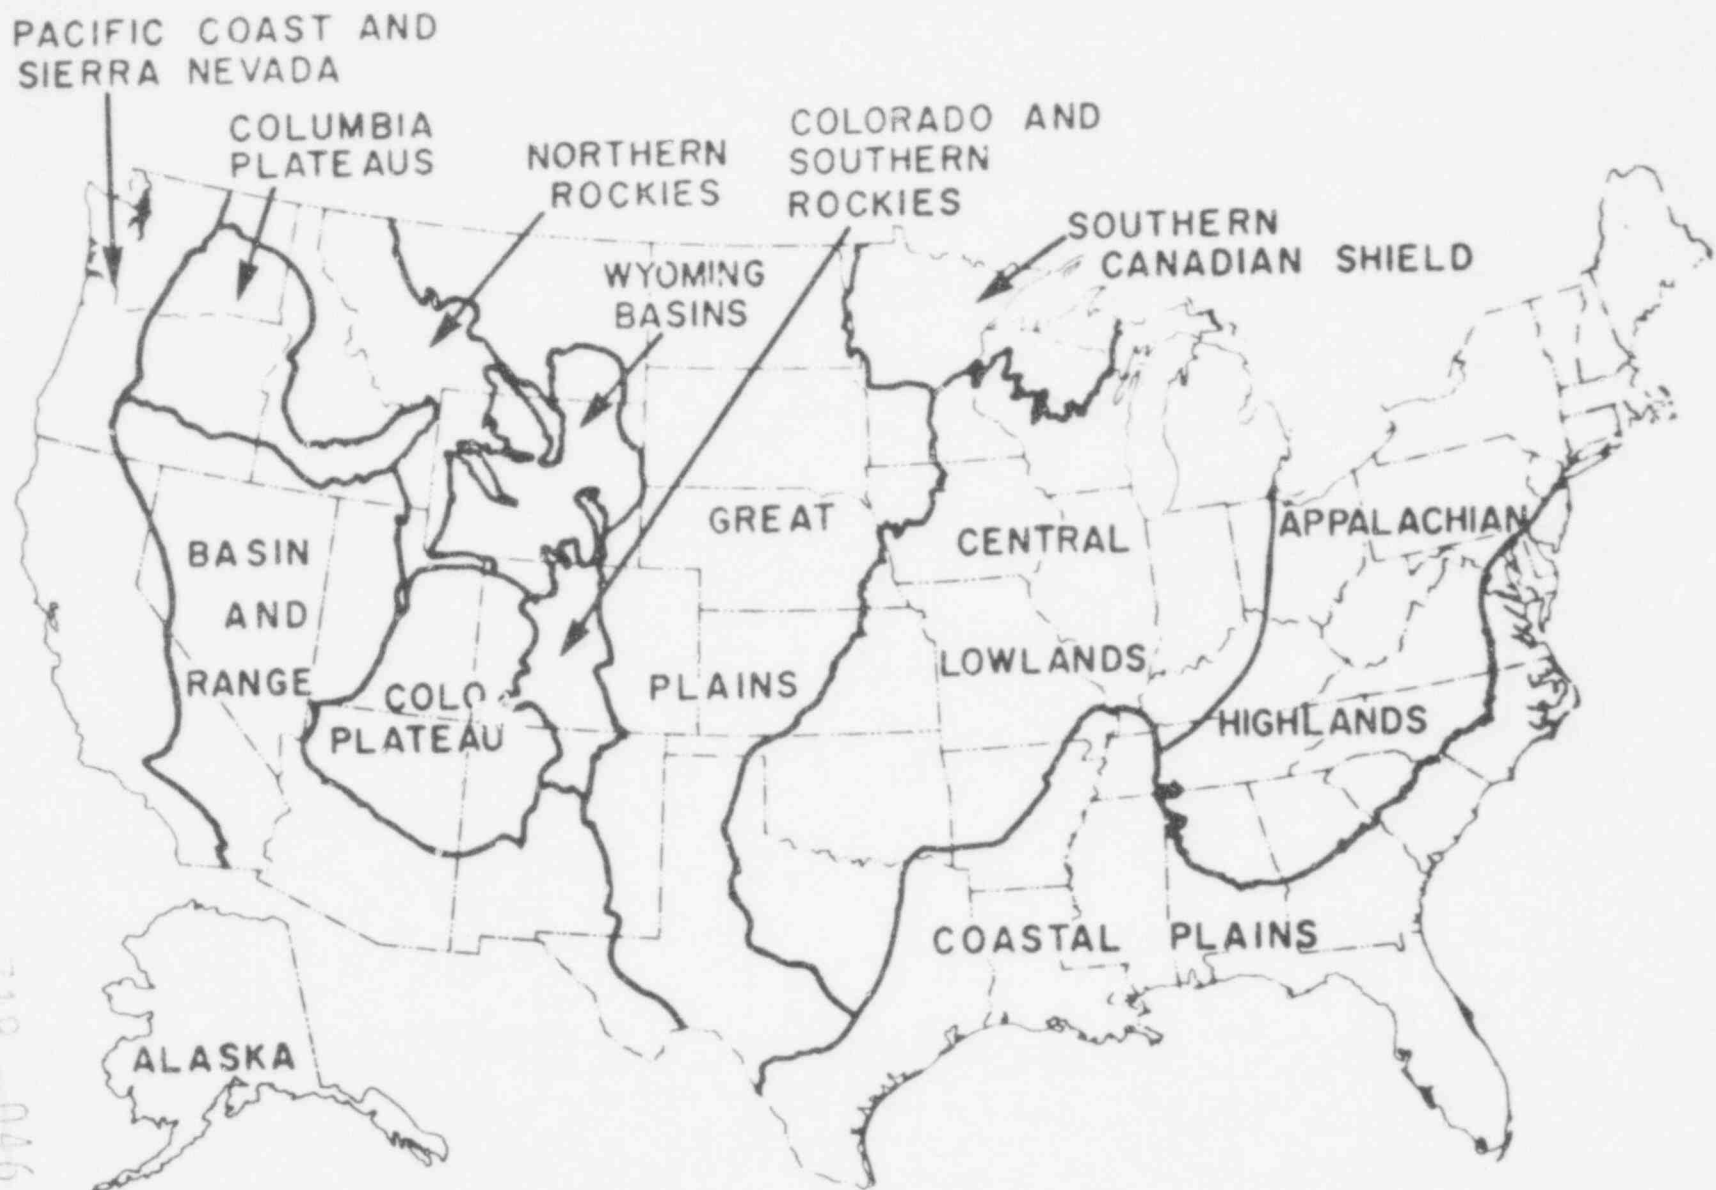 PACIFIC COAST AND
SIERRA NEVADA
COLUMBIA
PLATEAUS
NORTHERN
ROCKIES
COLORADO AND
SOUTHERN
ROCKIES
SOUTHERN
CANADIAN SHIELD
WYOMING
BASINS
BASIN
AND
RANGE
COLO
PLATEAU
GREAT
PLAINS
CENTRAL
LOWLANDS
APPALACHIAN
HIGHLANDS
COASTAL PLAINS
ALASKA